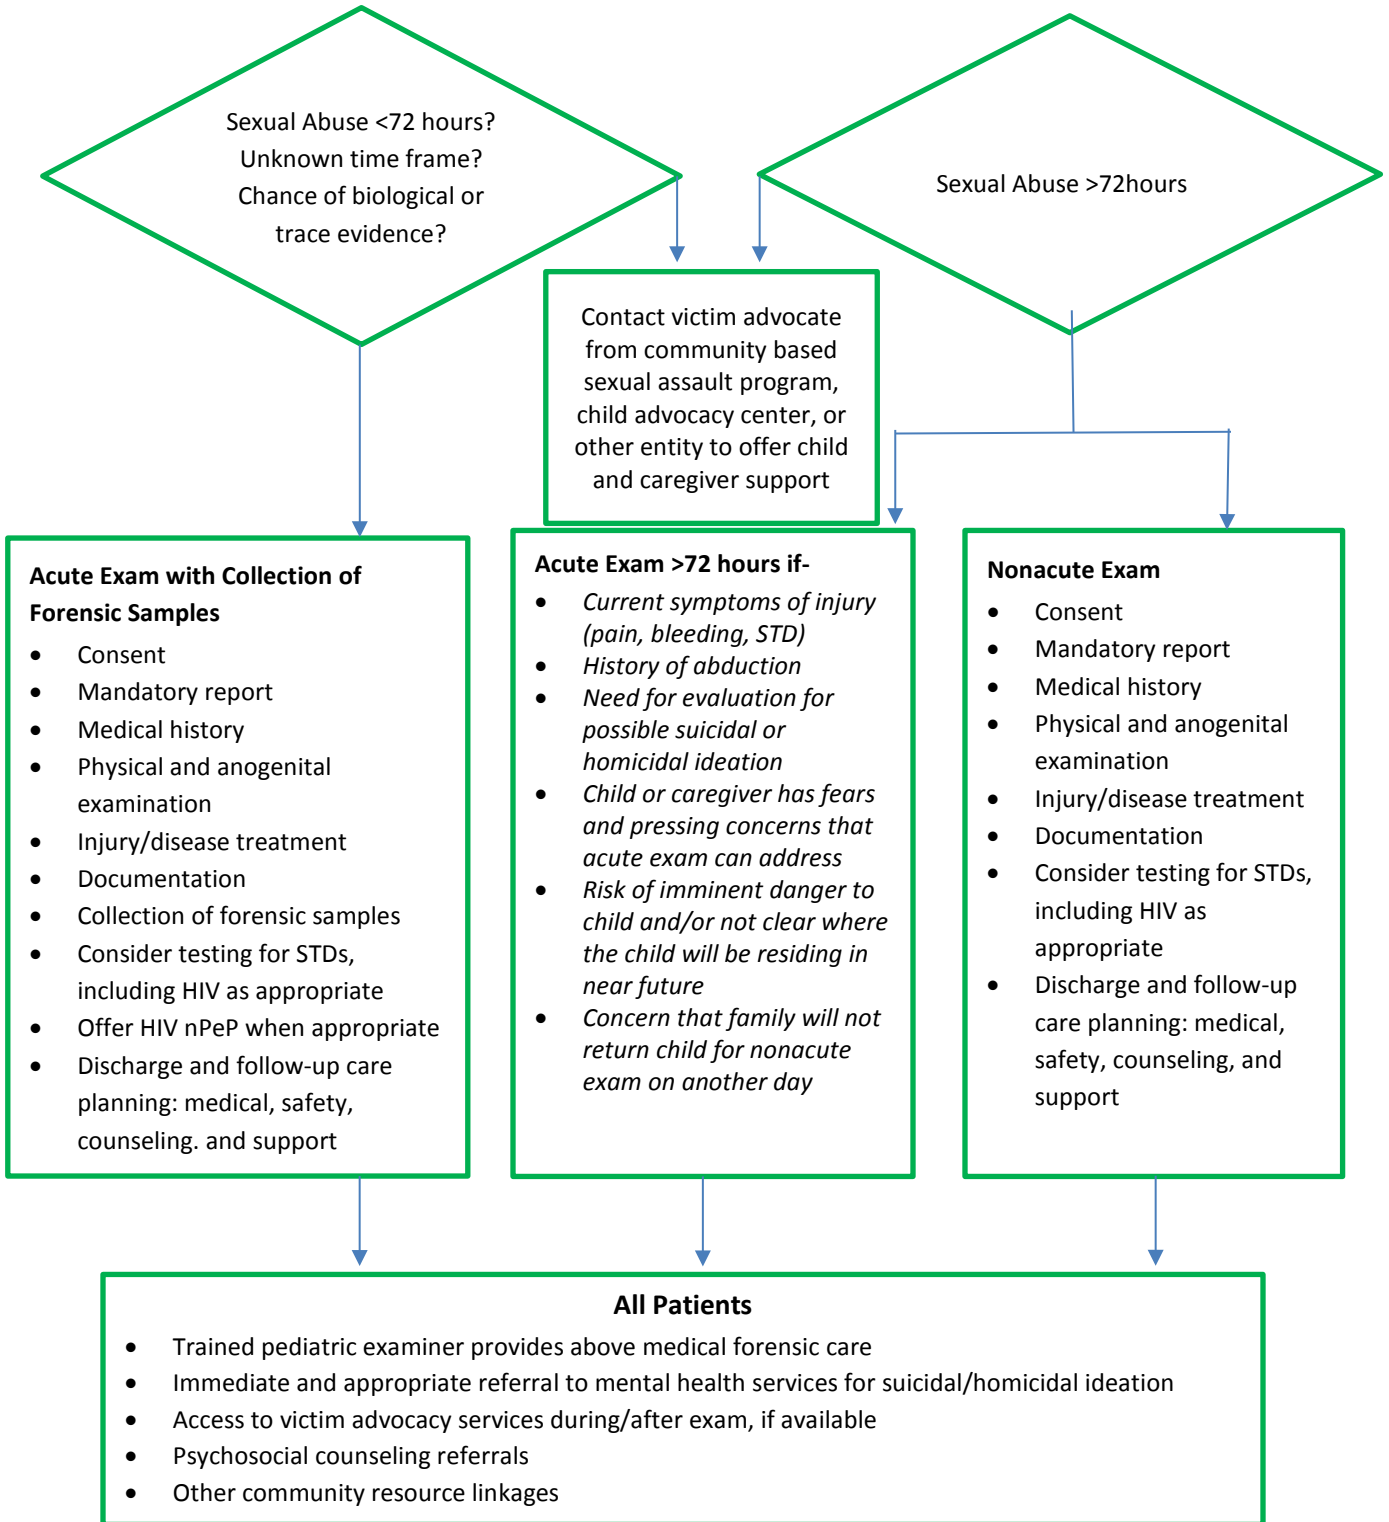 Sexual Abuse <72 hours?
Unknown time frame?
Chance of biological or
trace evidence?
Sexual Abuse >72hours
Contact victim advocate
from community based
sexual assault program,
child advocacy center, or
other entity to offer child
and caregiver support
Acute Exam with Collection of
Forensic Samples
• Consent
• Mandatory report
• Medical history
• Physical and anogenital
examination
• Injury/disease treatment
• Documentation
• Collection of forensic samples
• Consider testing for STDs,
including HIV as appropriate
• Offer HIV nPeP when appropriate
• Discharge and follow-up care
planning: medical, safety,
counseling. and support
Acute Exam >72 hours if-
• Current symptoms of injury
(pain, bleeding, STD)
• History of abduction
• Need for evaluation for
possible suicidal or
homicidal ideation
• Child or caregiver has fears
and pressing concerns that
acute exam can address
• Risk of imminent danger to
child and/or not clear where
the child will be residing in
near future
• Concern that family will not
return child for nonacute
exam on another day
Nonacute Exam
• Consent
• Mandatory report
• Medical history
• Physical and anogenital
examination
• Injury/disease treatment
• Documentation
• Consider testing for STDs,
including HIV as
appropriate
• Discharge and follow-up
care planning: medical,
safety, counseling, and
support
All Patients
• Trained pediatric examiner provides above medical forensic care
• Immediate and appropriate referral to mental health services for suicidal/homicidal ideation
• Access to victim advocacy services during/after exam, if available
• Psychosocial counseling referrals
• Other community resource linkages